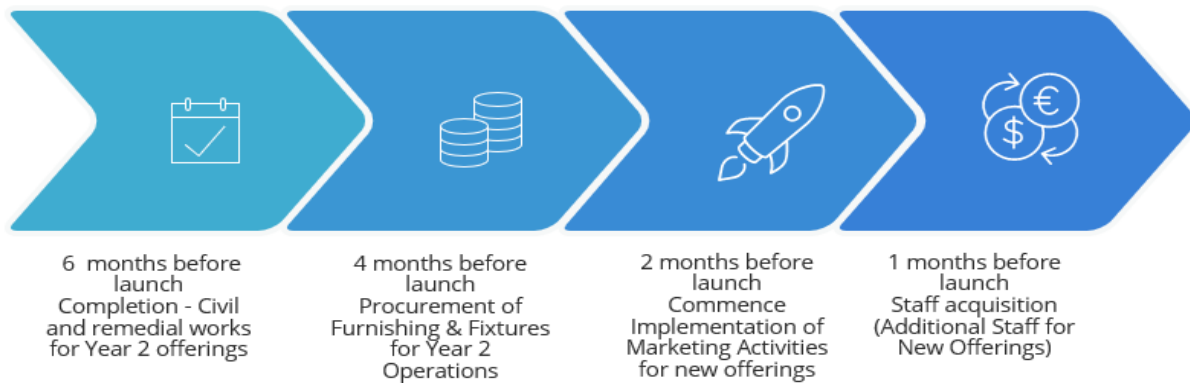 6 months before
launch
Completion - Civil
and remedial works
for Year 2 offerings
4 months before
launch
Procurement of
Furnishing & Fixtures
for Year 2
Operations
2 months before
launch
Commence
Implementation of
Marketing Activities
for new offerings
1 months before
launch
Staff acquisition
(Additional Staff for
New Offerings)
€
$